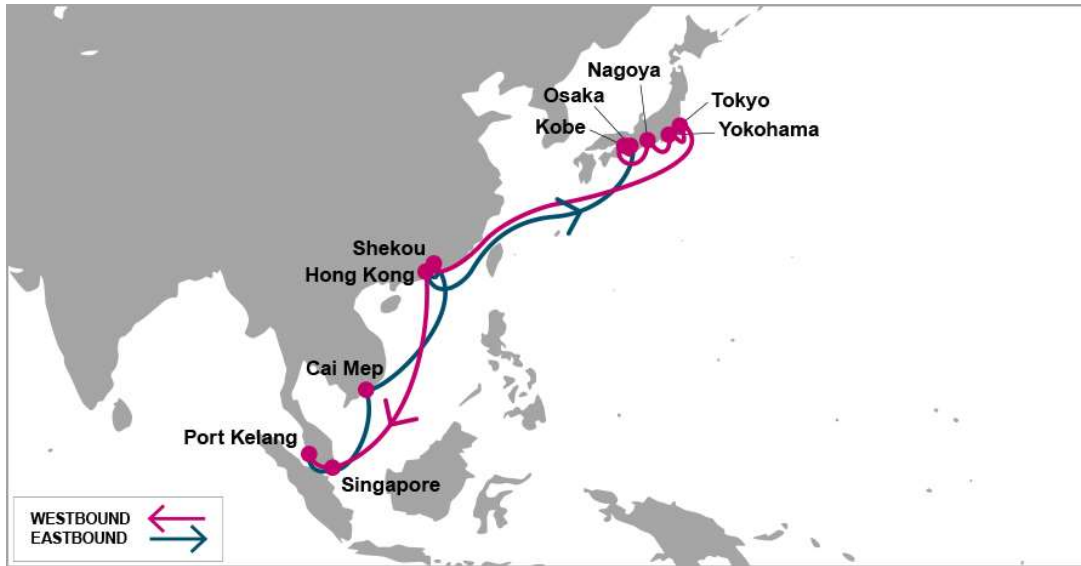 Nagoya
Osaka
Tokyo
Kobe
Yokohama
Shekou
Hong Kong
Cai Mep
Port Kelang
Singapore
WESTBOUND
EASTBOUND